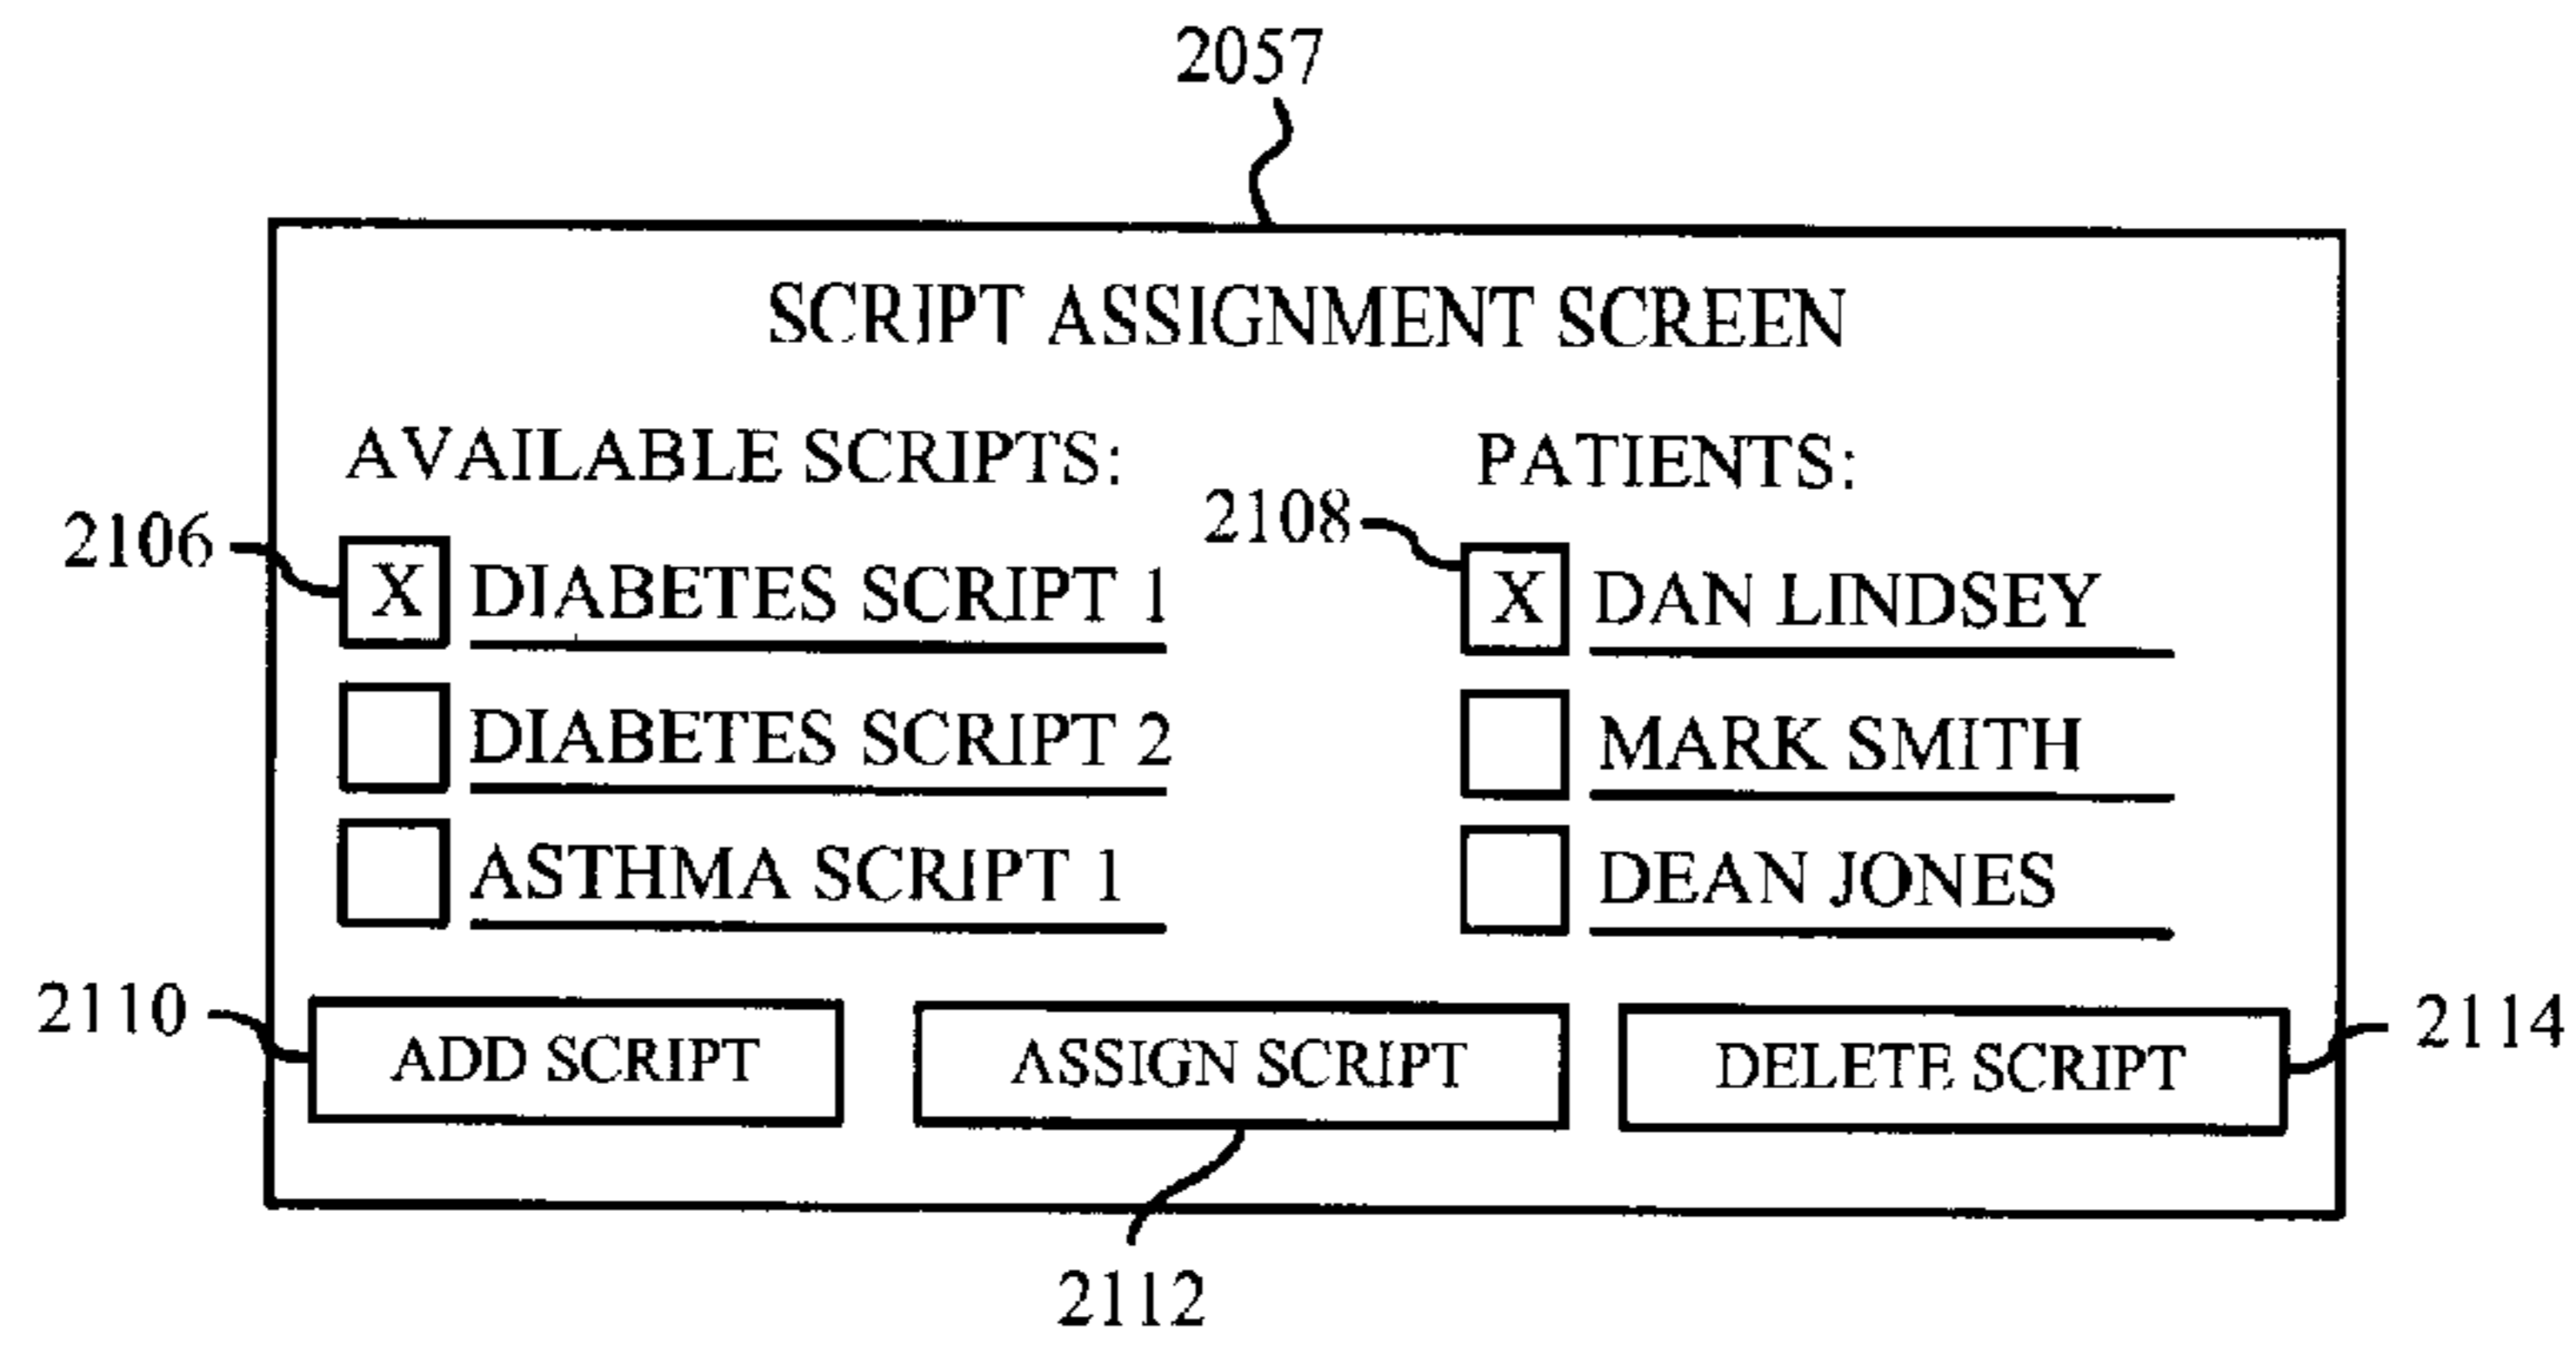 2057
SCRIPT ASSIGNMENT SCREEN
AVAILABLE SCRIPTS: PATIENTS:
2106 X DIABETES SCRIPT 1 2108 X DAN LINDSEY
DIABETES SCRIPT 2 MARK SMITH
ASTHMA SCRIPT 1 DEAN JONES
2110 ADD SCRIPT ASSIGN SCRIPT DELETE SCRIPT 2114
2112